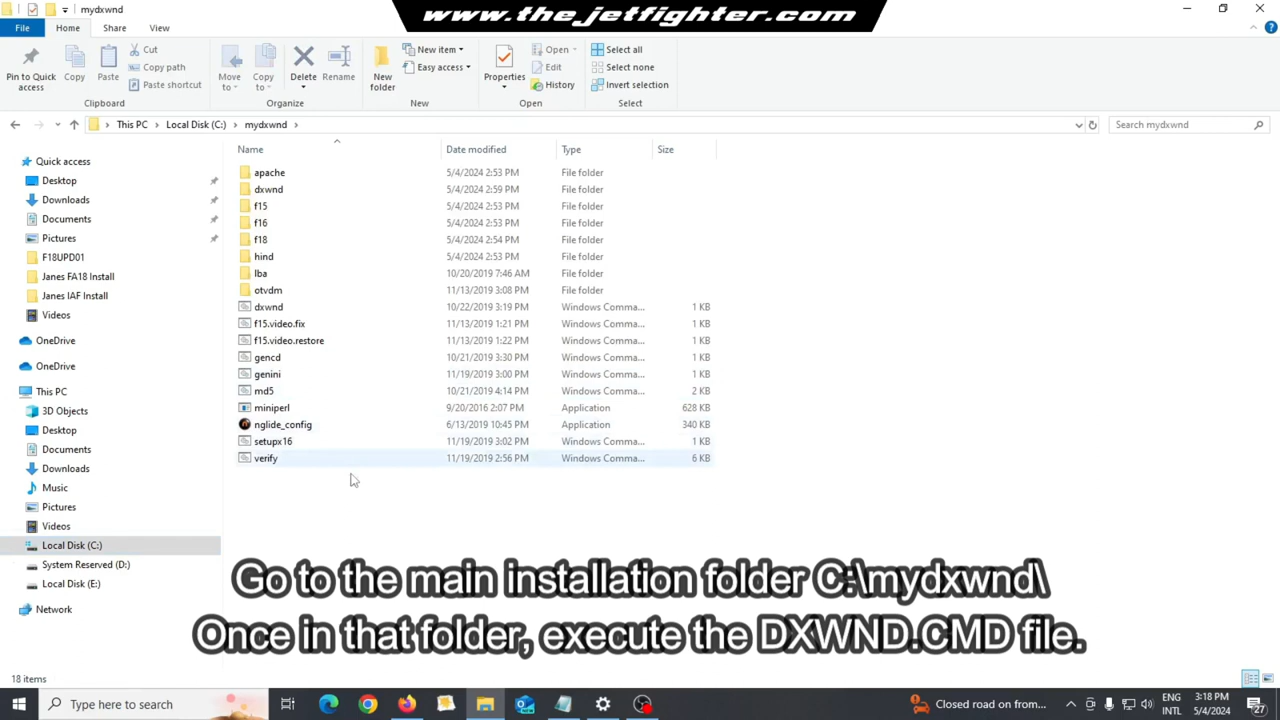 mydxwnd
www.thejetfighter.com
File Home Share View
Pin to Quick access
Copy
Paste
Cut
Copy path
Paste shortcut
Clipboard
Move to
Copy to
Delete
Rename
Organize
New folder
New item
Easy access
New
Properties
Open
Edit
History
Open
Select all
Select none
Invert selection
Select
This PC > Local Disk (C:) > mydxwnd >
Search mydxwnd
Quick access
Desktop
Downloads
Documents
Pictures
F18UPD01
Janes FA18 Install
Janes IAF Install
Videos
OneDrive
OneDrive
This PC
3D Objects
Desktop
Documents
Downloads
Music
Pictures
Videos
Local Disk (C:)
System Reserved (D:)
Local Disk (E:)
Network
Name Date modified Type Size
apache 5/4/2024 2:53 PM File folder
dxwnd 5/4/2024 2:59 PM File folder
f15 5/4/2024 2:53 PM File folder
f16 5/4/2024 2:53 PM File folder
f18 5/4/2024 2:54 PM File folder
hind 5/4/2024 2:53 PM File folder
lba 10/20/2019 7:46 AM File folder
otvdm 11/13/2019 3:08 PM File folder
dxwnd 10/22/2019 3:19 PM Windows Comma... 1 KB
f15.video.fix 11/13/2019 1:21 PM Windows Comma... 1 KB
f15.video.restore 11/13/2019 1:22 PM Windows Comma... 1 KB
gencd 10/21/2019 3:30 PM Windows Comma... 1 KB
genini 11/19/2019 3:00 PM Windows Comma... 1 KB
md5 10/21/2019 4:14 PM Windows Comma... 2 KB
miniperl 9/20/2016 2:07 PM Application 628 KB
nglide_config 6/13/2019 10:45 PM Application 340 KB
setupx16 11/19/2019 3:02 PM Windows Comma... 1 KB
verify 11/19/2019 2:56 PM Windows Comma... 6 KB
Go to the main installation folder C:\mydxwnd\
Once in that folder, execute the DXWND.CMD file.
18 items
Type here to search
Closed road on from...
ENG
INTL
3:18 PM
5/4/2024
27